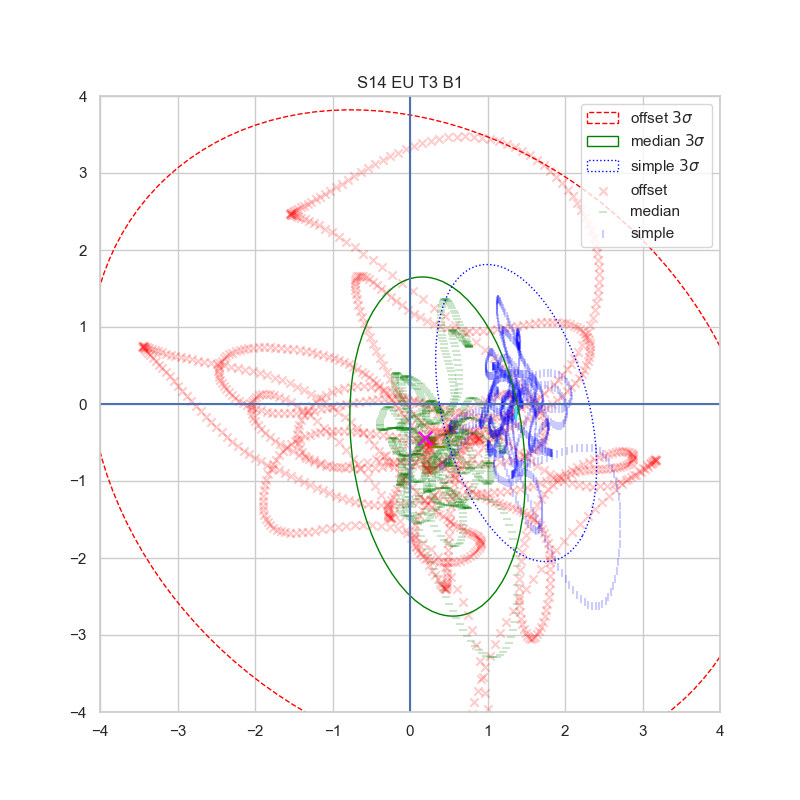 S14 EU T3 B1
offset 3σ
median 3σ
simple 3σ
offset
median
simple
4
3
2
1
0
−1
−2
−3
−4
−4 −3 −2 −1 0 1 2 3 4